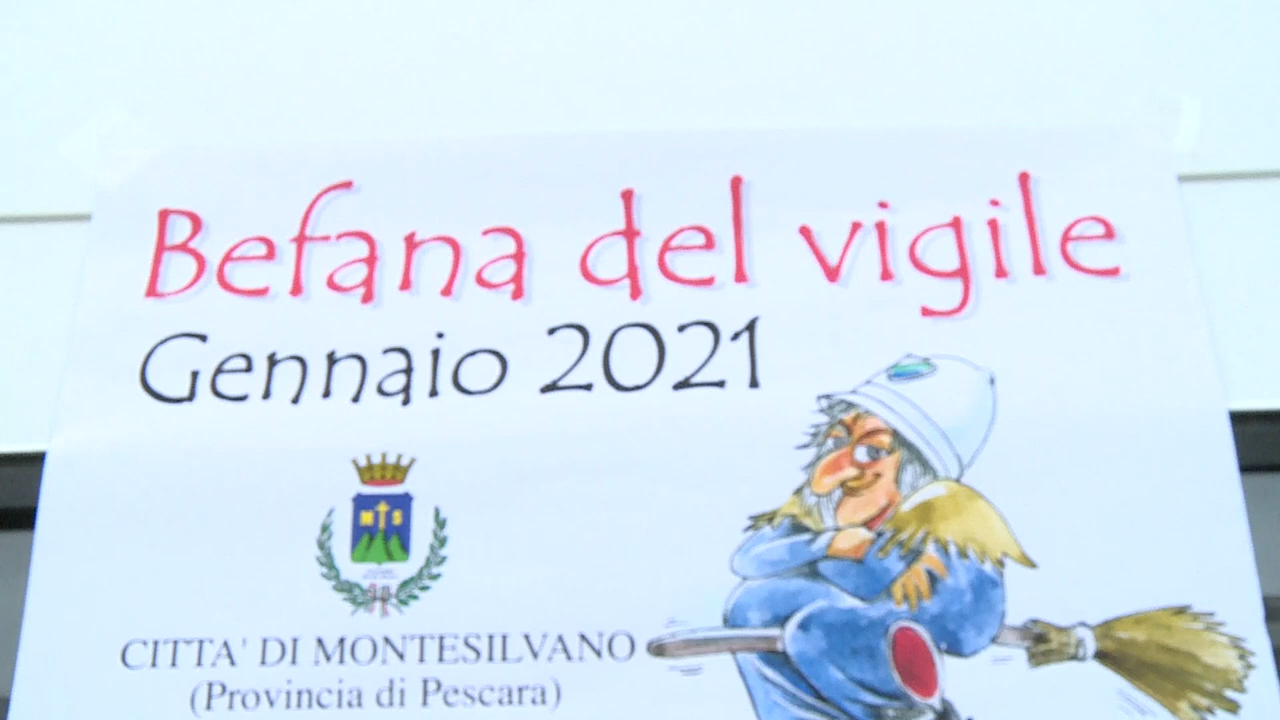 Befana del vigile
Gennaio 2021
M S
CITTA' DI MONTESILVANO
(Provincia di Pescara)